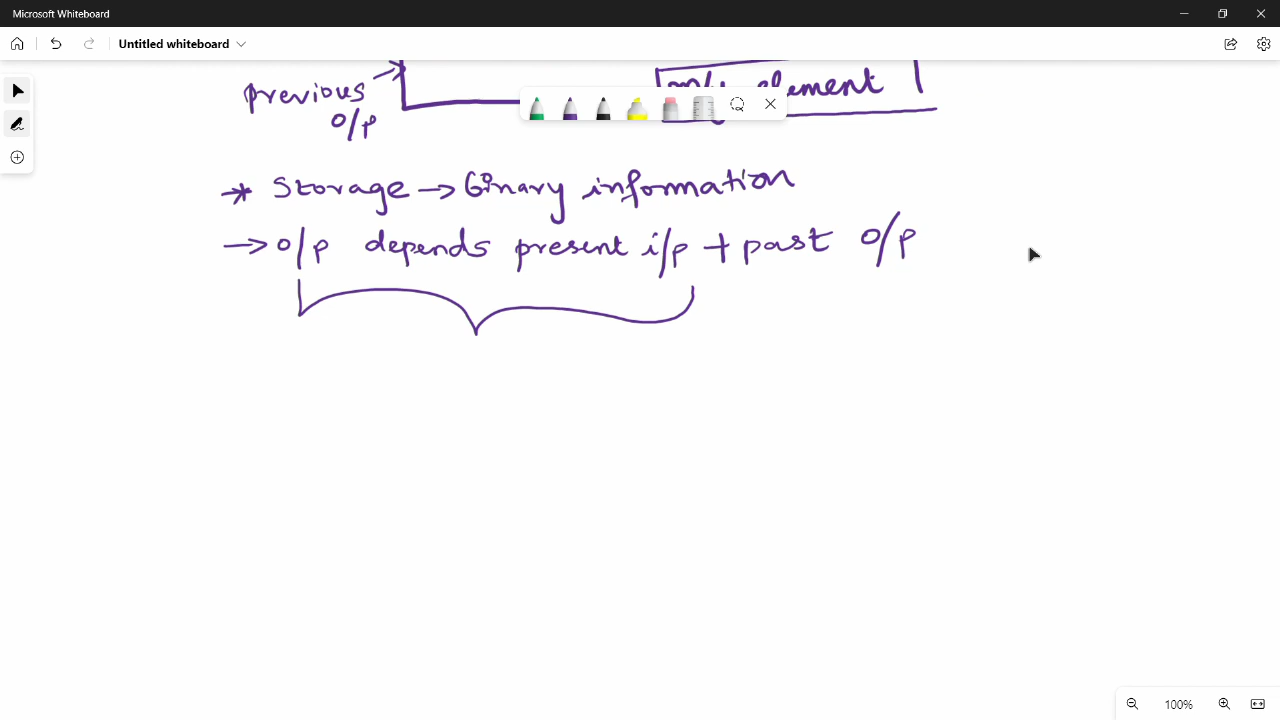 Microsoft Whiteboard
Untitled whiteboard
previous
o/p
element
* Storage → Binary information
→ o/p depends present i/p + past o/p
100%